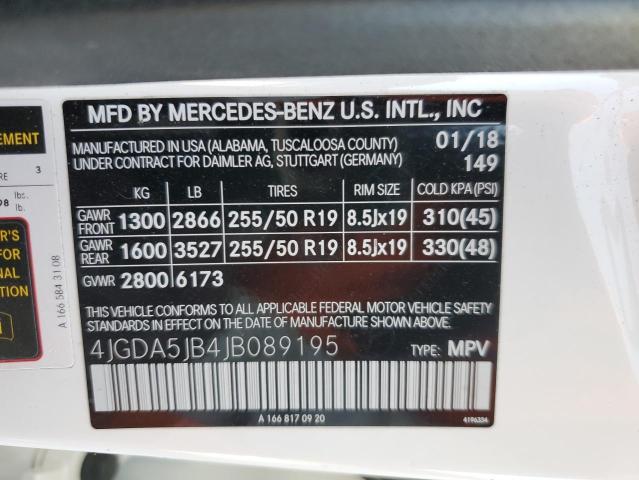 MFD BY MERCEDES-BENZ U.S. INTL., INC
MANUFACTURED IN USA (ALABAMA, TUSCALOOSA COUNTY) 01/18
UNDER CONTRACT FOR DAIMLER AG, STUTTGART (GERMANY) 149
KG LB TIRES RIM SIZE COLD KPA (PSI)
GAWR FRONT 1300 2866 255/50 R19 8.5Jx19 310(45)
GAWR REAR 1600 3527 255/50 R19 8.5Jx19 330(48)
GVWR 2800 6173
THIS VEHICLE CONFORMS TO ALL APPLICABLE FEDERAL MOTOR VEHICLE SAFETY
STANDARDS IN EFFECT ON THE DATE OF MANUFACTURE SHOWN ABOVE.
4JGDA5JB4JB089195 TYPE: MPV
A 166 817 09 20
4196334
A 166 584 31 08
EMENT
RE 3
98 lbs.
lb.
R'S
FOR
NAL
TION